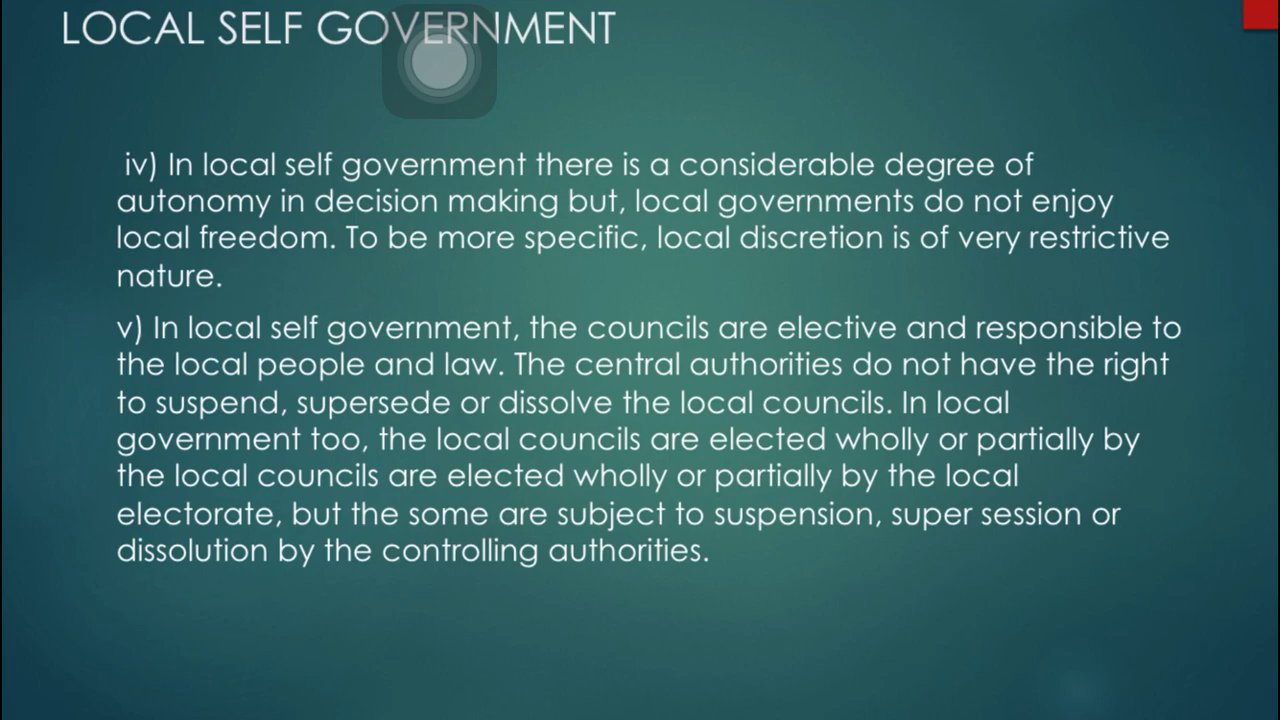 LOCAL SELF GOVERNMENT
iv) In local self government there is a considerable degree of
autonomy in decision making but, local governments do not enjoy
local freedom. To be more specific, local discretion is of very restrictive
nature.
v) In local self government, the councils are elective and responsible to
the local people and law. The central authorities do not have the right
to suspend, supersede or dissolve the local councils. In local
government too, the local councils are elected wholly or partially by
the local councils are elected wholly or partially by the local
electorate, but the some are subject to suspension, super session or
dissolution by the controlling authorities.